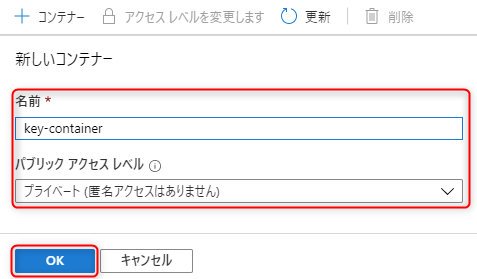 コンテナー アクセス レベルを変更します 更新 削除
新しいコンテナー
名前 *
key-container
パブリック アクセス レベル
プライベート (匿名アクセスはありません)
OK キャンセル